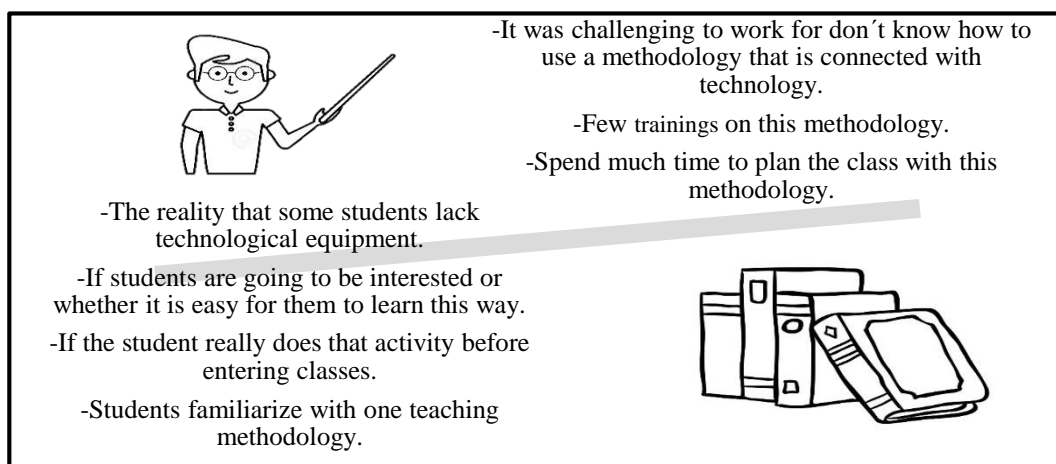 -It was challenging to work for don´t know how to
use a methodology that is connected with
technology.
-Few trainings on this methodology.
-Spend much time to plan the class with this
methodology.
-The reality that some students lack
technological equipment.
-If students are going to be interested or
whether it is easy for them to learn this way.
-If the student really does that activity before
entering classes.
-Students familiarize with one teaching
methodology.